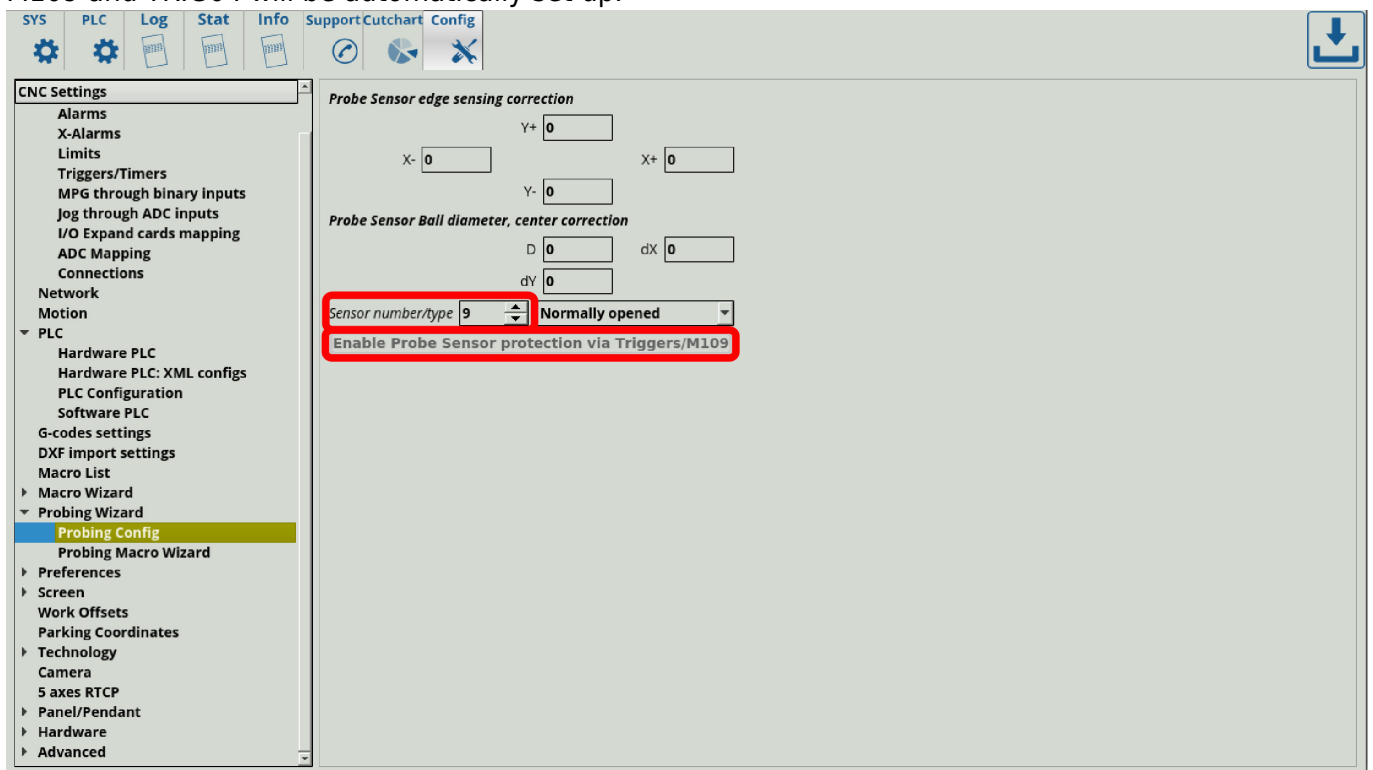 SYS PLC Log Stat Info Support Cutchart Config
CNC Settings
Alarms
X-Alarms
Limits
Triggers/Timers
MPG through binary inputs
Jog through ADC inputs
I/O Expand cards mapping
ADC Mapping
Connections
Network
Motion
PLC
Hardware PLC
Hardware PLC: XML configs
PLC Configuration
Software PLC
G-codes settings
DXF import settings
Macro List
Macro Wizard
Probing Wizard
Probing Config
Probing Macro Wizard
Preferences
Screen
Work Offsets
Parking Coordinates
Technology
Camera
5 axes RTCP
Panel/Pendant
Hardware
Advanced
Probe Sensor edge sensing correction
Y+ 0
X- 0 X+ 0
Y- 0
Probe Sensor Ball diameter, center correction
D 0 dX 0
dY 0
Sensor number/type 9 Normally opened
Enable Probe Sensor protection via Triggers/M109